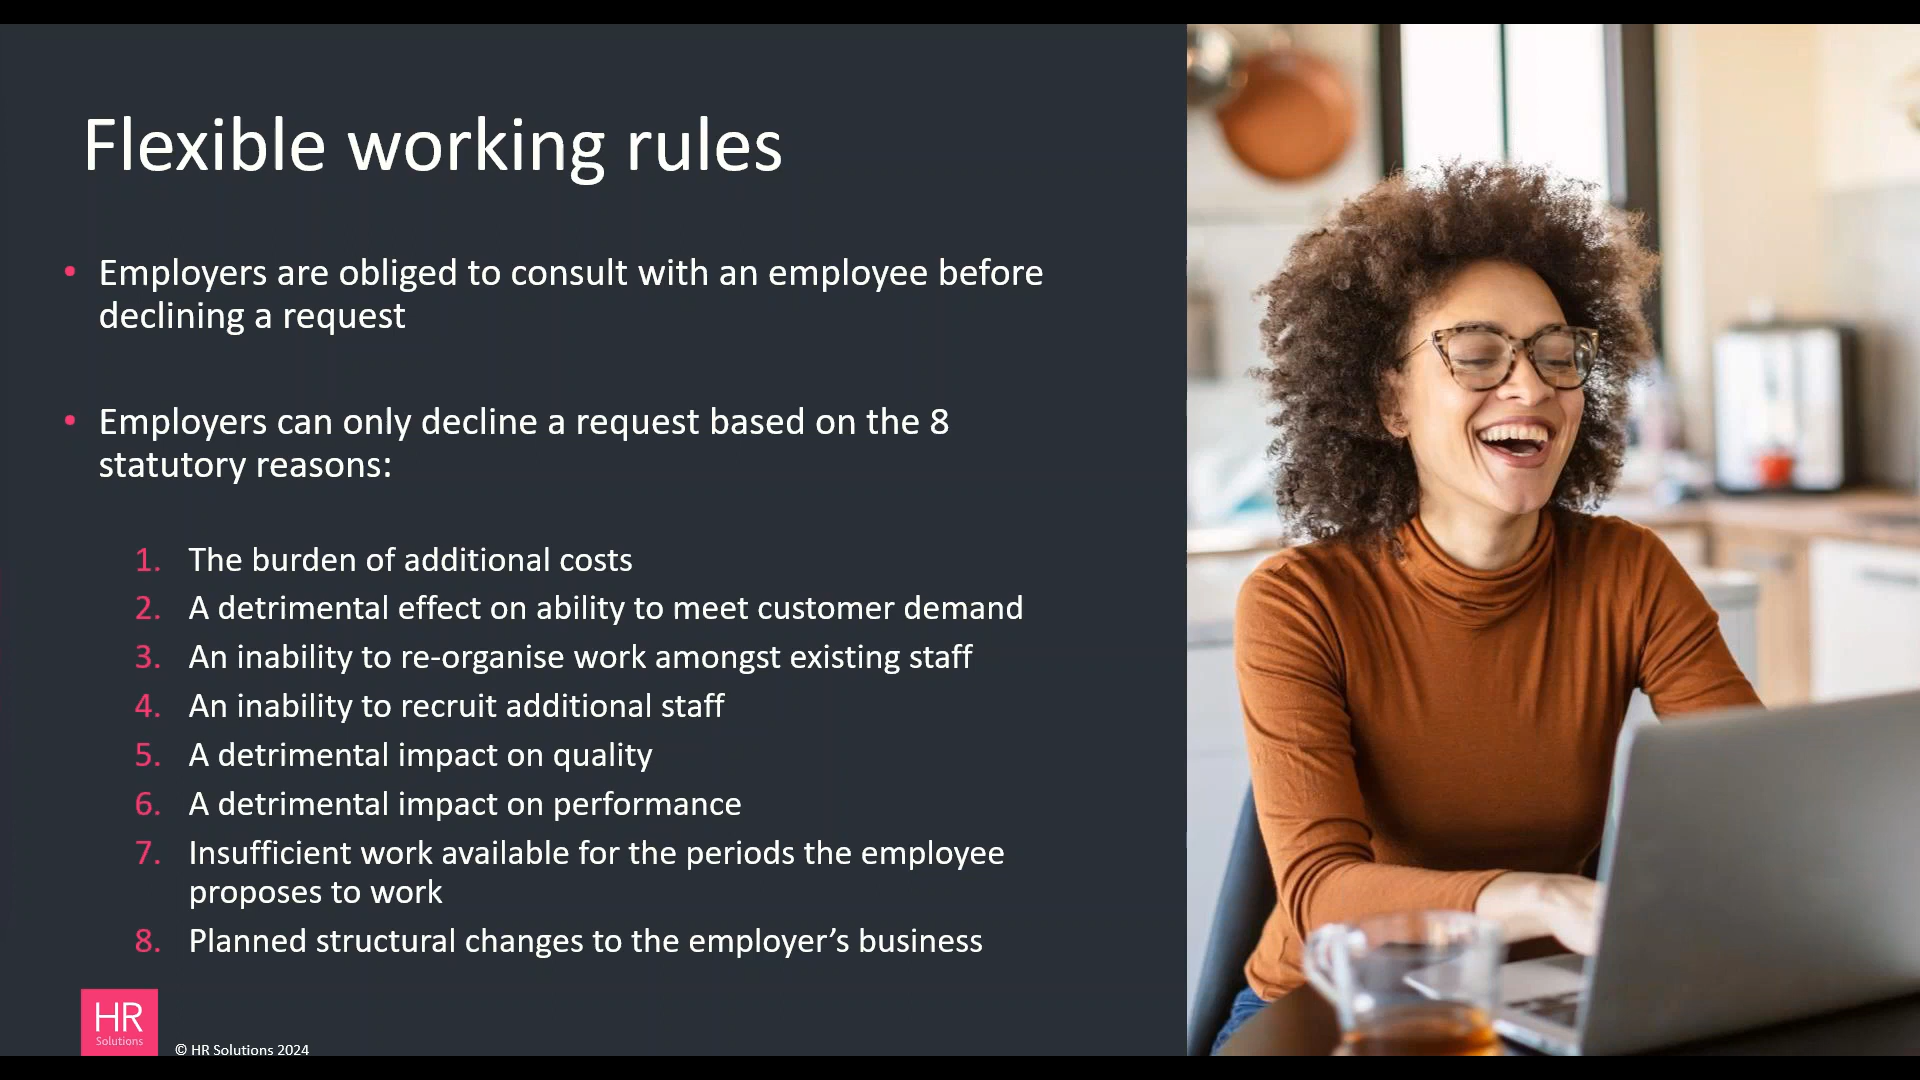 Flexible working rules
• Employers are obliged to consult with an employee before
declining a request
• Employers can only decline a request based on the 8
statutory reasons:
1. The burden of additional costs
2. A detrimental effect on ability to meet customer demand
3. An inability to re-organise work amongst existing staff
4. An inability to recruit additional staff
5. A detrimental impact on quality
6. A detrimental impact on performance
7. Insufficient work available for the periods the employee
proposes to work
8. Planned structural changes to the employer’s business
HR
Solutions
© HR Solutions 2024